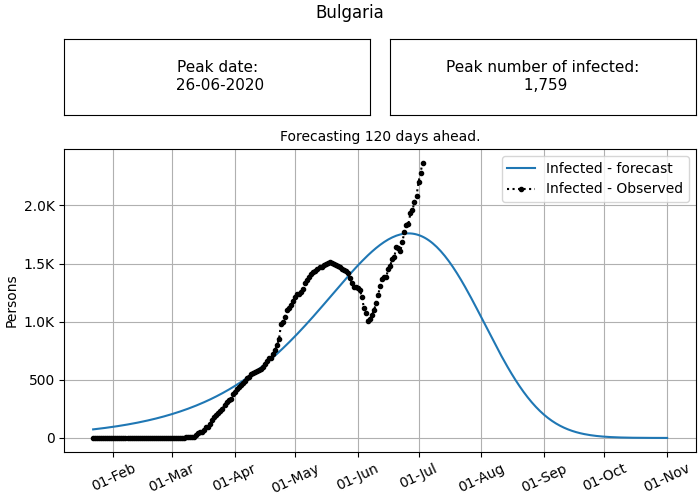 Bulgaria
Peak date:
26-06-2020
Peak number of infected:
1,759
Forecasting 120 days ahead.
Infected - forecast
Infected - Observed
2.0K
1.5K
1.0K
500
0
Persons
01-Feb
01-Mar
01-Apr
01-May
01-Jun
01-Jul
01-Aug
01-Sep
01-Oct
01-Nov